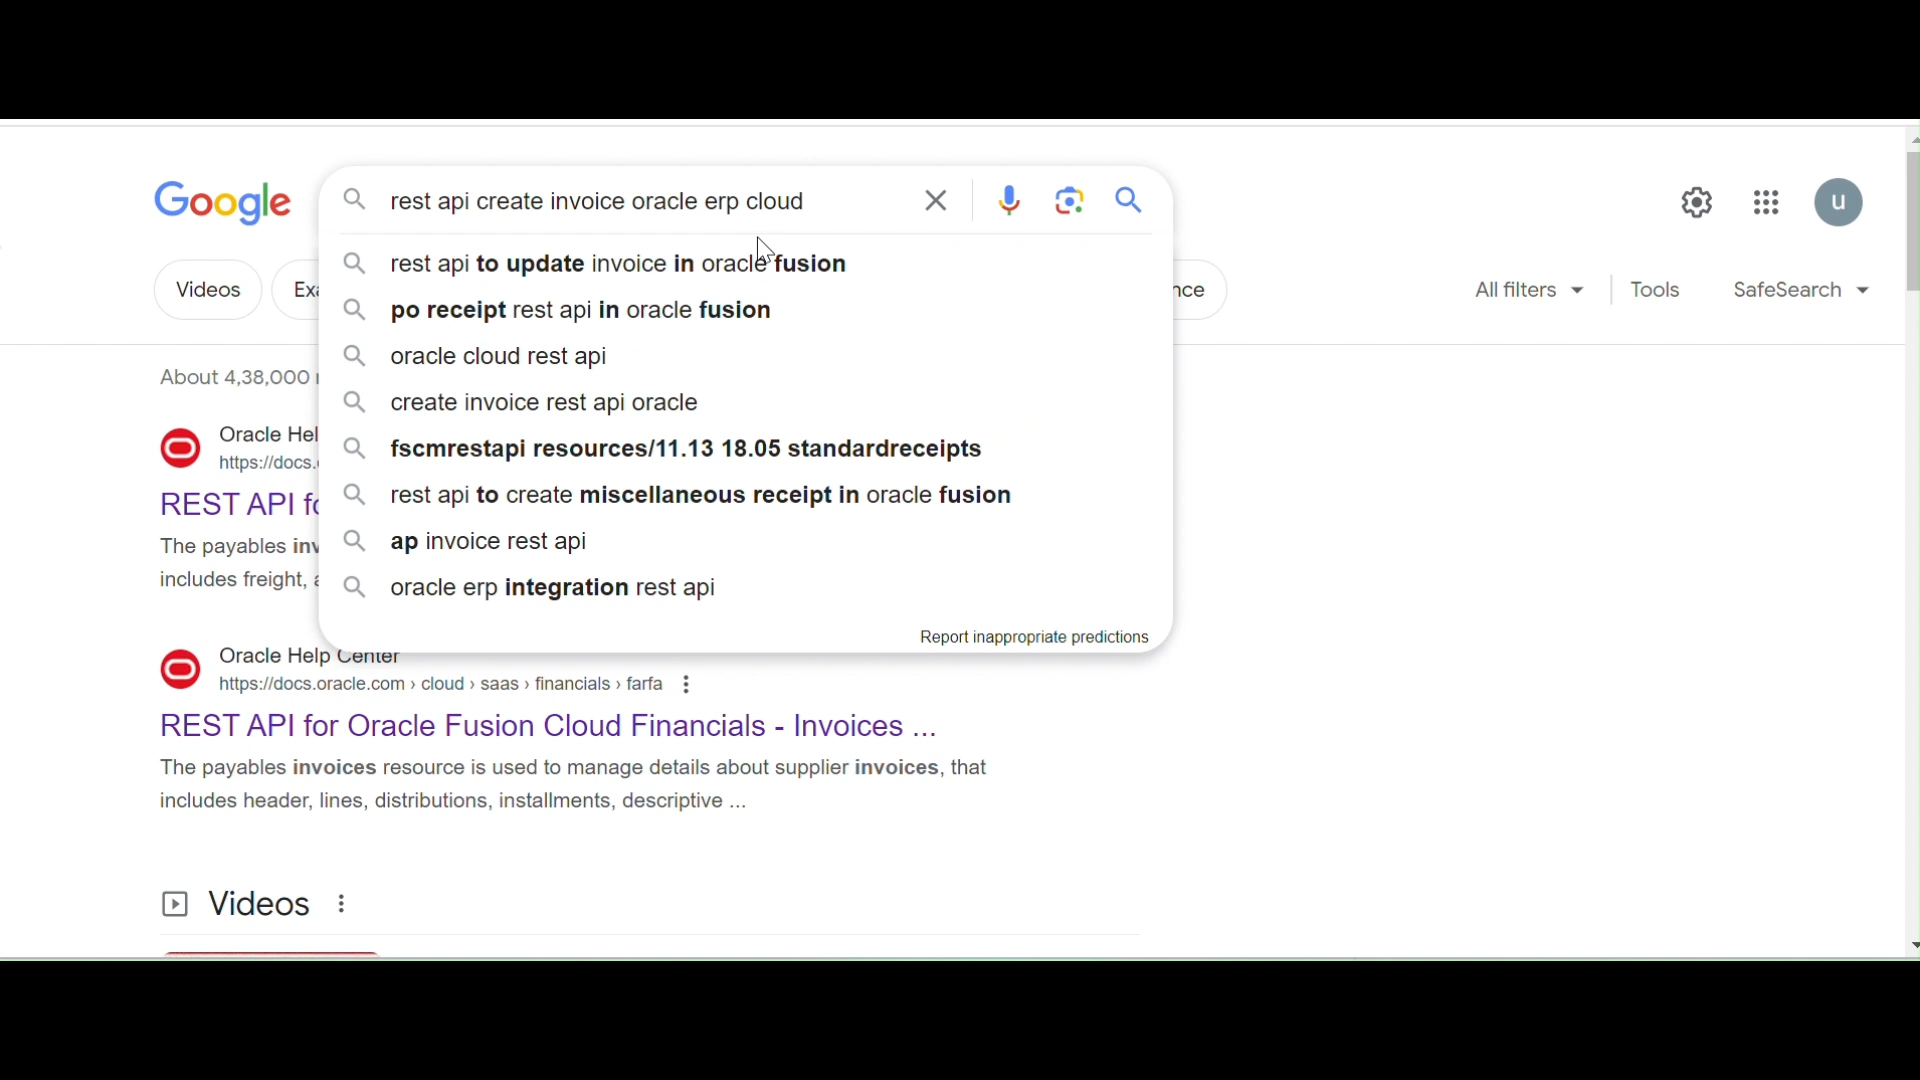 Google
rest api create invoice oracle erp cloud
u
rest api to update invoice in oracle fusion
po receipt rest api in oracle fusion
oracle cloud rest api
create invoice rest api oracle
fscmrestapi resources/11.13 18.05 standardreceipts
rest api to create miscellaneous receipt in oracle fusion
ap invoice rest api
oracle erp integration rest api
Report inappropriate predictions
Videos
All filters
Tools
SafeSearch
About 4,38,000
Oracle
https://docs.
REST API
The payables
includes freight,
Oracle Help Center
https://docs.oracle.com › cloud › saas › financials › farfa
REST API for Oracle Fusion Cloud Financials - Invoices ...
The payables invoices resource is used to manage details about supplier invoices, that
includes header, lines, distributions, installments, descriptive ...
Videos